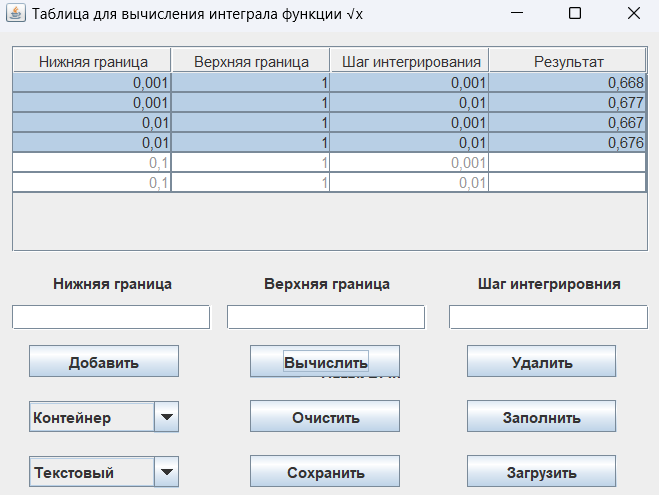 Таблица для вычисления интеграла функции √x
Нижняя граница Верхняя граница Шаг интегрирования Результат
0,001 1 0,001 0,668
0,001 1 0,01 0,677
0,01 1 0,001 0,667
0,01 1 0,01 0,676
0,1 1 0,001
0,1 1 0,01
Нижняя граница Верхняя граница Шаг интегрировния
Добавить Вычислить Удалить
Контейнер Очистить Заполнить
Текстовый Сохранить Загрузить